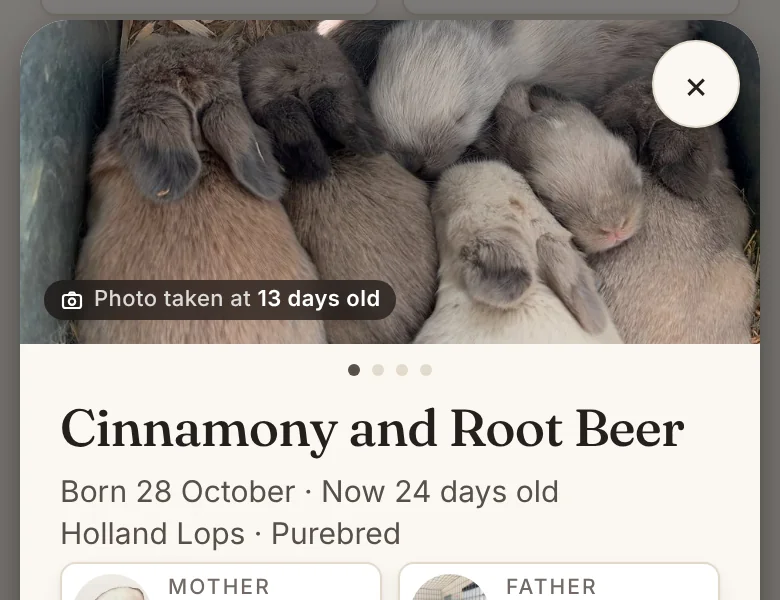 Photo taken at 13 days old
Cinnamony and Root Beer
Born 28 October · Now 24 days old
Holland Lops · Purebred
MOTHER
FATHER